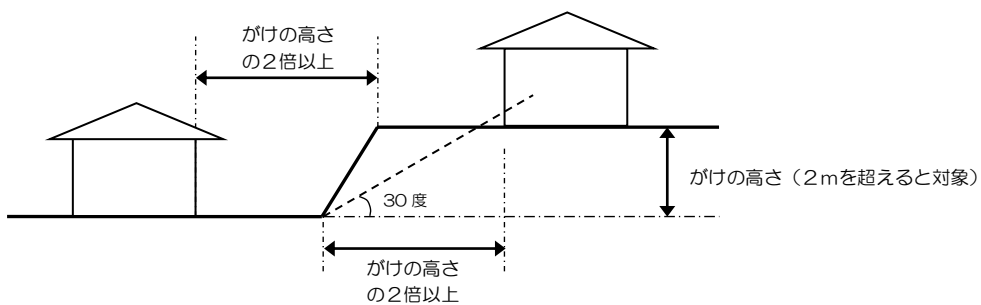 がけの高さ
の2倍以上
がけの高さ（２ｍを超えると対象）
30 度
がけの高さ
の2倍以上